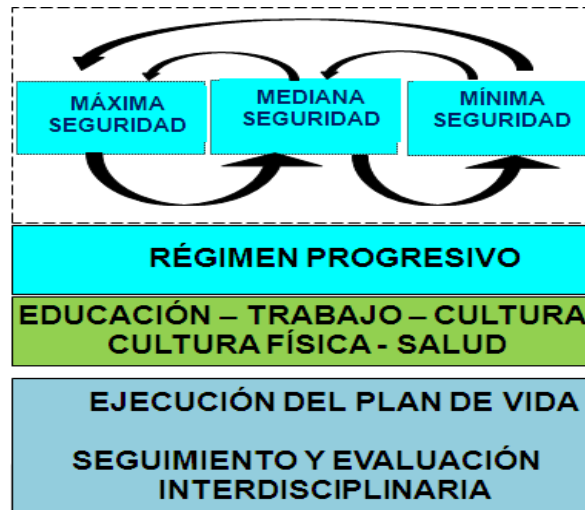 MÁXIMA
SEGURIDAD
MEDIANA
SEGURIDAD
MÍNIMA
SEGURIDAD
RÉGIMEN PROGRESIVO
EDUCACIÓN – TRABAJO – CULTURA
CULTURA FÍSICA - SALUD
EJECUCIÓN DEL PLAN DE VIDA
SEGUIMIENTO Y EVALUACIÓN
INTERDISCIPLINARIA